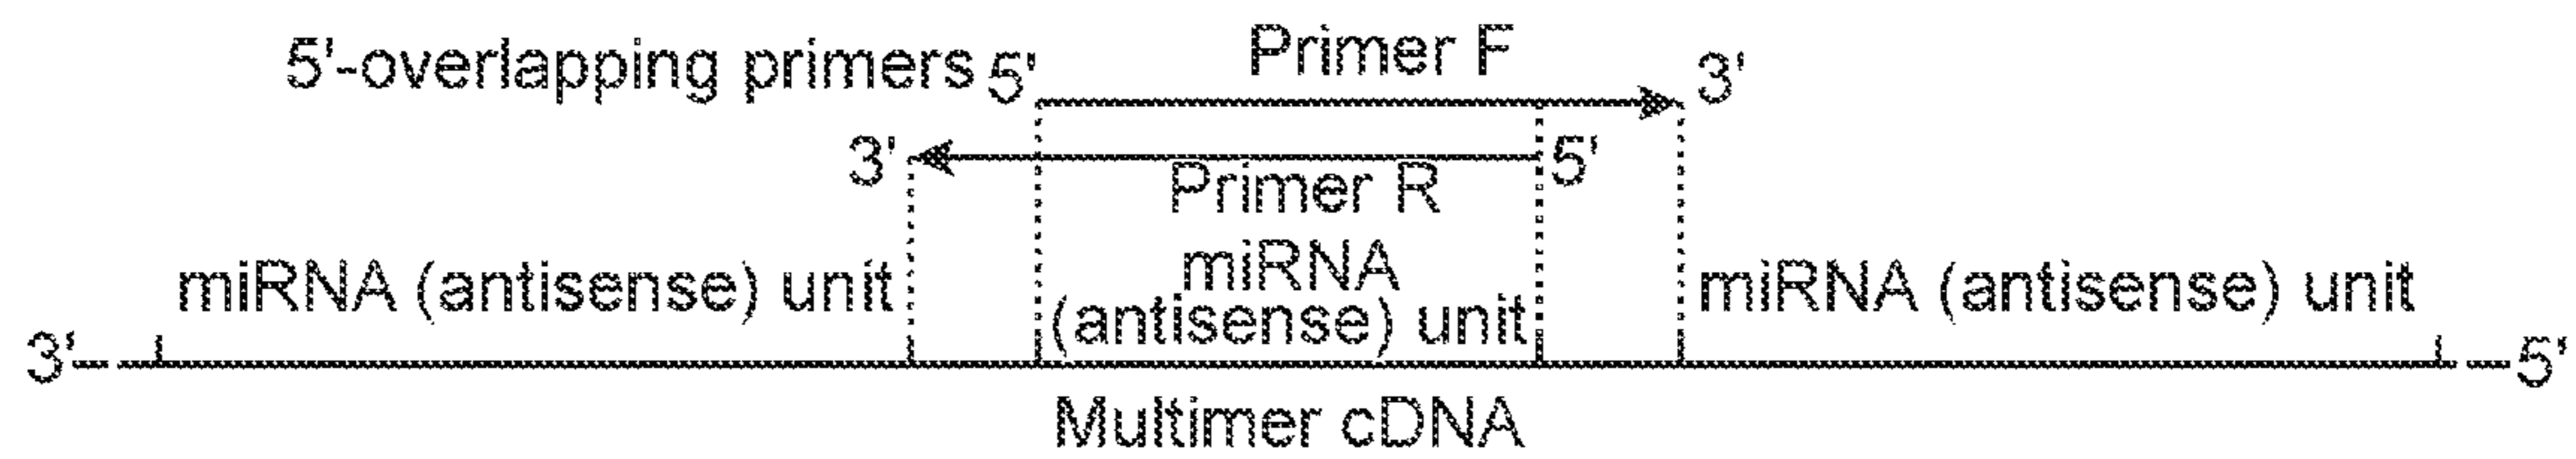 5'-overlapping primers 5' Primer F 3'
3' Primer R 5'
miRNA (antisense) unit
miRNA
(antisense) unit
miRNA (antisense) unit
3' 5'
Multimer cDNA